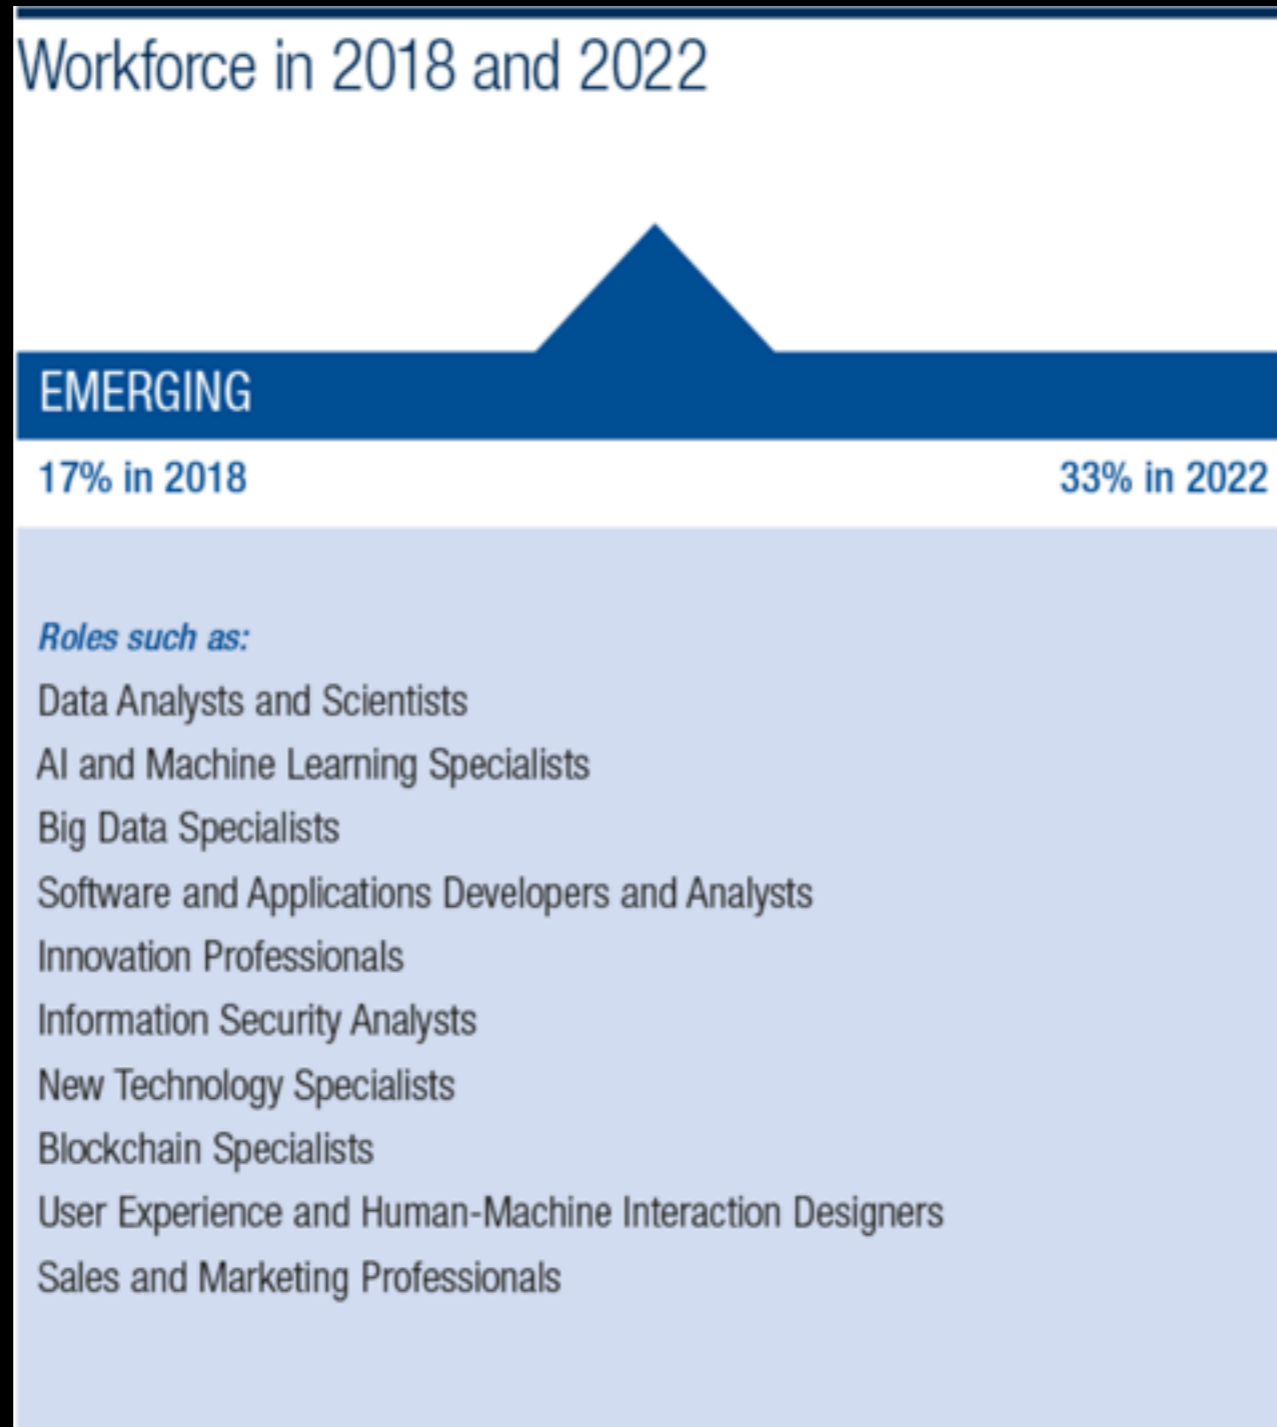 Workforce in 2018 and 2022
EMERGING
17% in 2018 33% in 2022
Roles such as:
Data Analysts and Scientists
AI and Machine Learning Specialists
Big Data Specialists
Software and Applications Developers and Analysts
Innovation Professionals
Information Security Analysts
New Technology Specialists
Blockchain Specialists
User Experience and Human-Machine Interaction Designers
Sales and Marketing Professionals